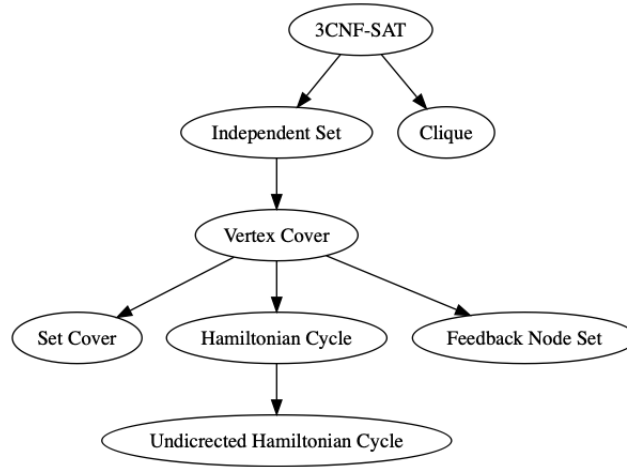 3CNF-SAT
Independent Set
Clique
Vertex Cover
Set Cover
Hamiltonian Cycle
Feedback Node Set
Undicrected Hamiltonian Cycle